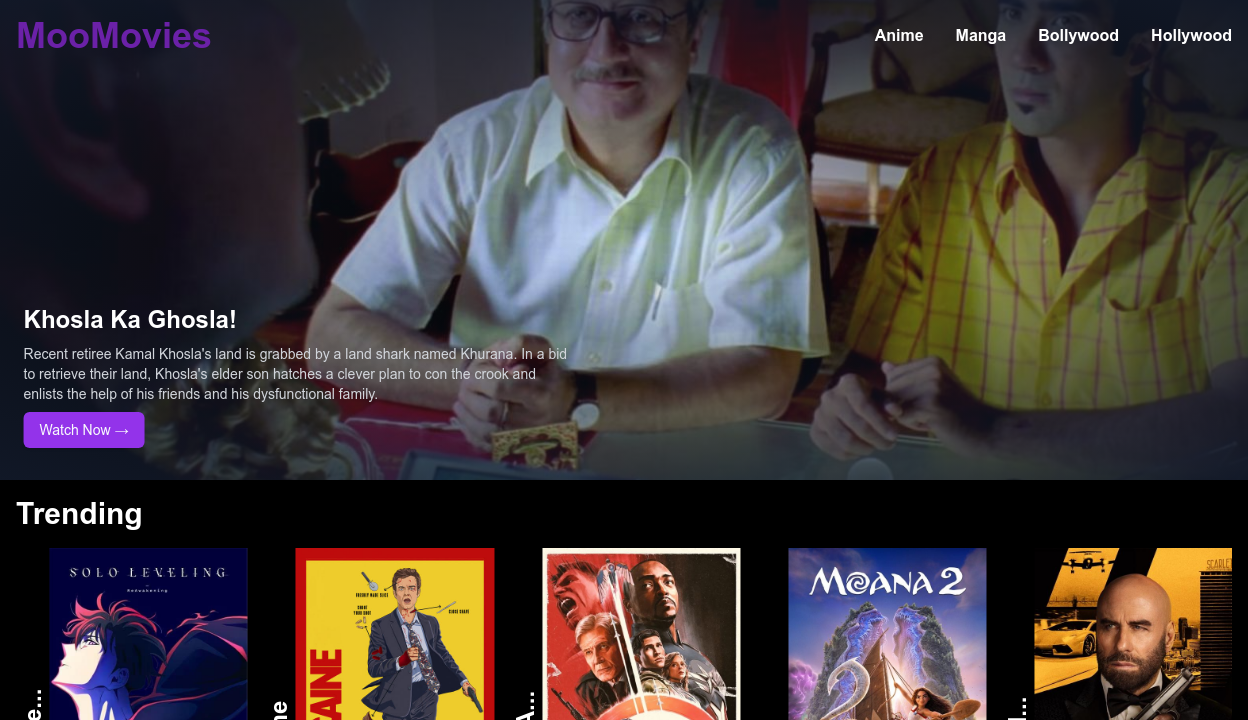 MooMovies
Anime
Manga
Bollywood
Hollywood
Khosla Ka Ghosla!
Recent retiree Kamal Khosla's land is grabbed by a land shark named Khurana. In a bid
to retrieve their land, Khosla's elder son hatches a clever plan to con the crook and
enlists the help of his friends and his dysfunctional family.
Watch Now →
Trending
SOLO LEVELING
MOANA 2